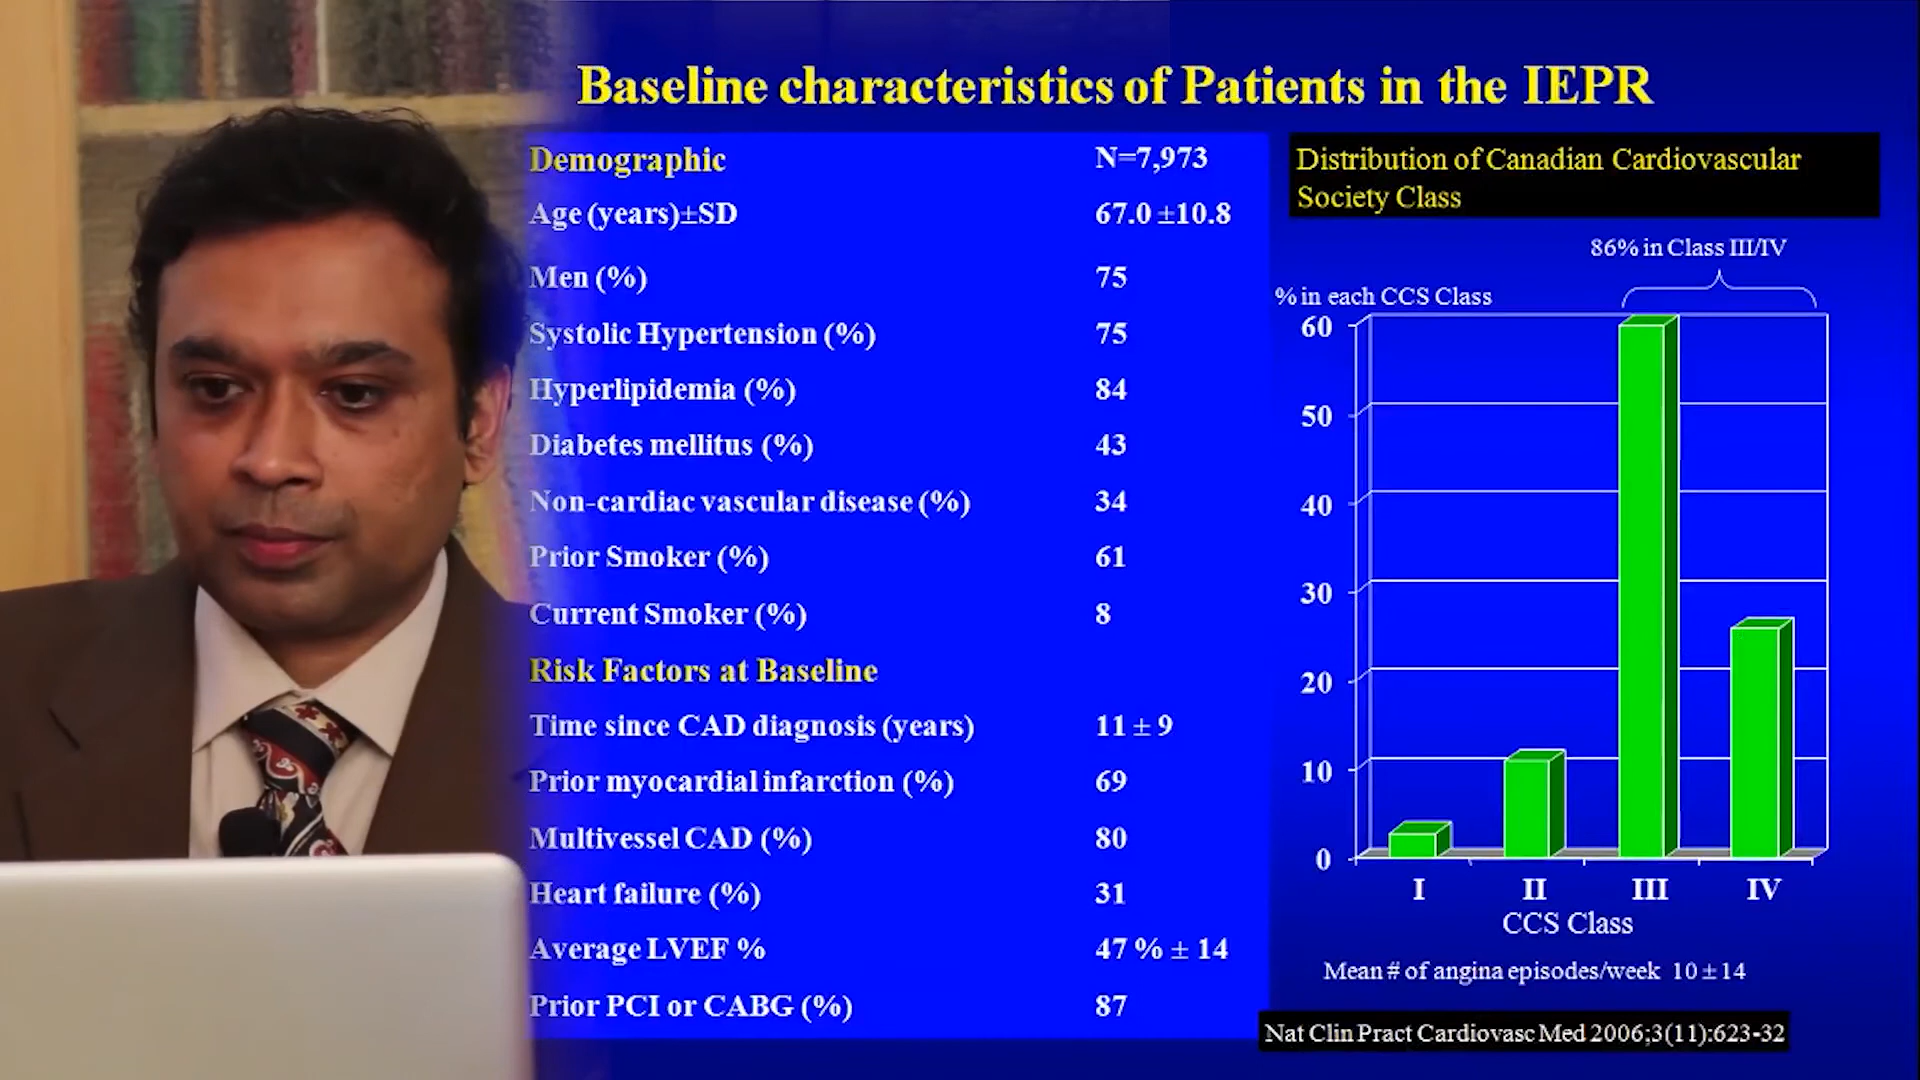 Baseline characteristics of Patients in the IEPR
Demographic N=7,973
Age (years)±SD 67.0 ±10.8
Men (%) 75
Systolic Hypertension (%) 75
Hyperlipidemia (%) 84
Diabetes mellitus (%) 43
Non-cardiac vascular disease (%) 34
Prior Smoker (%) 61
Current Smoker (%) 8
Risk Factors at Baseline
Time since CAD diagnosis (years) 11 ± 9
Prior myocardial infarction (%) 69
Multivessel CAD (%) 80
Heart failure (%) 31
Average LVEF % 47 % ± 14
Prior PCI or CABG (%) 87
Distribution of Canadian Cardiovascular
Society Class
86% in Class III/IV
% in each CCS Class
60
50
40
30
20
10
0
I II III IV
CCS Class
Mean # of angina episodes/week 10 ± 14
Nat Clin Pract Cardiovasc Med 2006;3(11):623-32